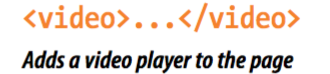 <video>...</video>
Adds a video player to the page